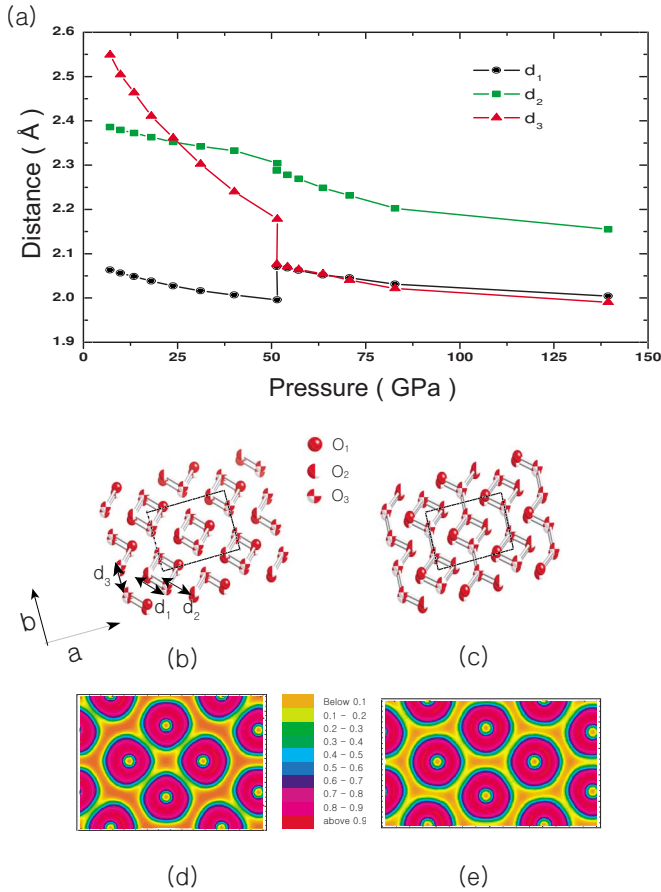 (a)
2.6
2.5
2.4
2.3
2.2
2.1
2.0
1.9
Distance ( Å )
d1
d2
d3
0 25 50 75 100 125 150
Pressure ( GPa )
O1
O2
O3
d3
d1 d2
b
a
(b) (c)
Below 0.1
0.1 - 0.2
0.2 - 0.3
0.3 - 0.4
0.4 - 0.5
0.5 - 0.6
0.6 - 0.7
0.7 - 0.8
0.8 - 0.9
above 0.9
(d) (e)